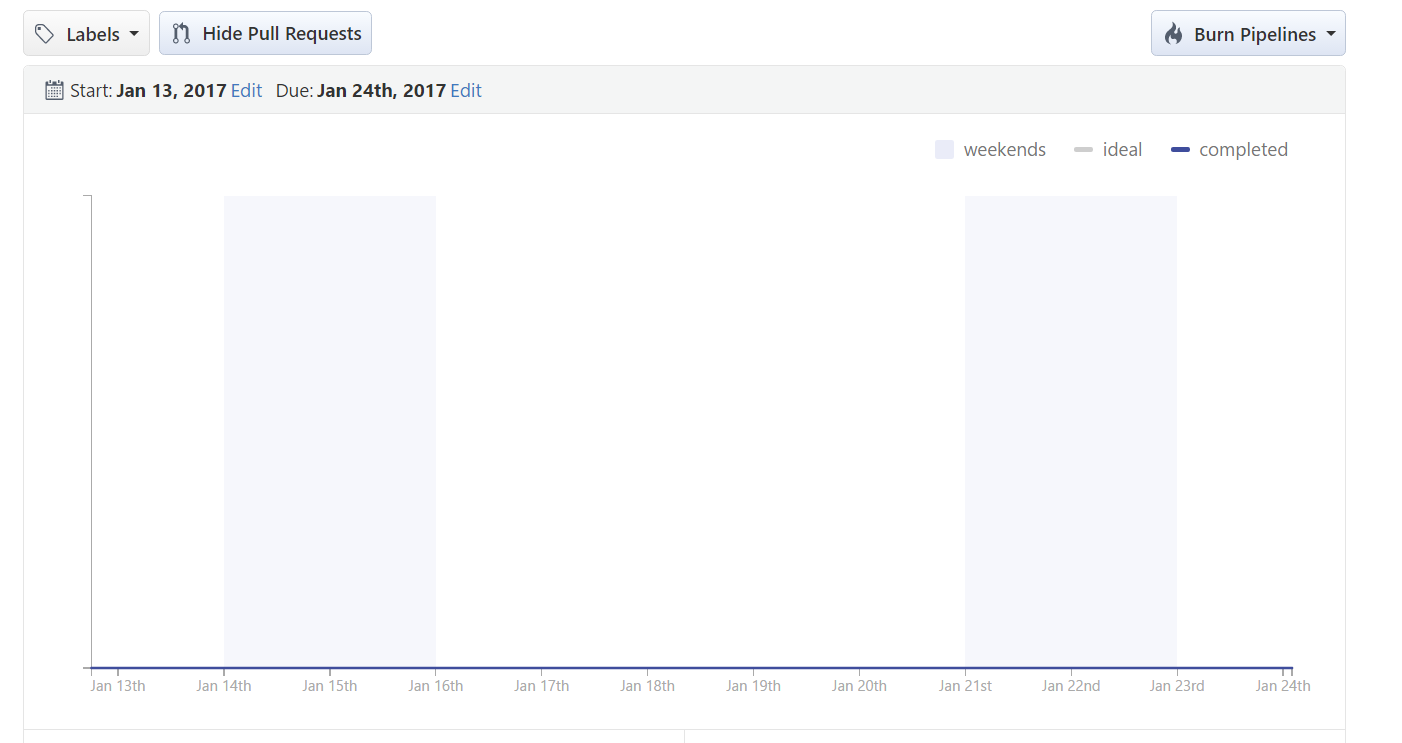 Labels Hide Pull Requests Burn Pipelines
Start: Jan 13, 2017 Edit Due: Jan 24th, 2017 Edit
weekends ideal completed
Jan 13th Jan 14th Jan 15th Jan 16th Jan 17th Jan 18th Jan 19th Jan 20th Jan 21st Jan 22nd Jan 23rd Jan 24th